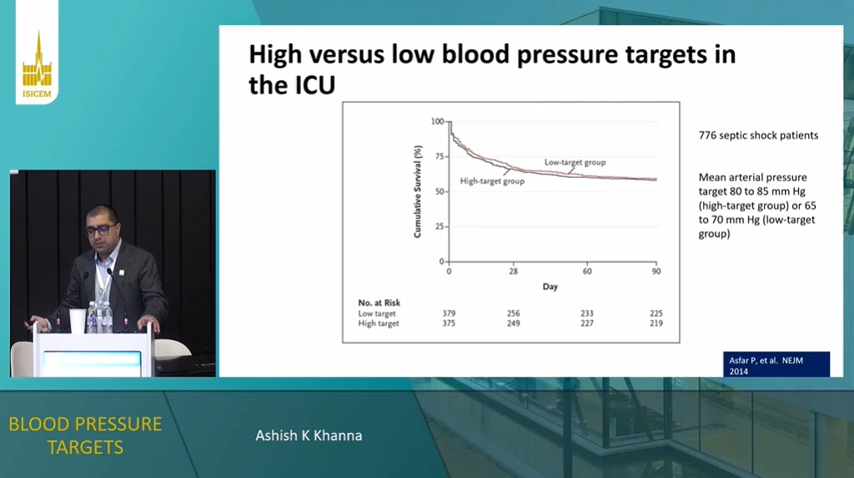 ISICEM
High versus low blood pressure targets in
the ICU
100
75
50
25
0
Cumulative Survival (%)
Low-target group
High-target group
0 28 60 90
Day
No. at Risk
Low target 379 256 233 225
High target 375 249 227 219
776 septic shock patients
Mean arterial pressure
target 80 to 85 mm Hg
(high-target group) or 65
to 70 mm Hg (low-target
group)
Asfar P, et al. NEJM
2014
BLOOD PRESSURE
TARGETS
Ashish K Khanna